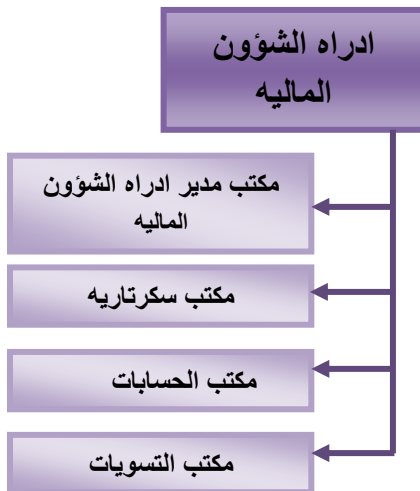 ادراه الشؤون
الماليه
مكتب مدير ادراه الشؤون
الماليه
مكتب سكرتاريه
مكتب الحسابات
مكتب التسويات